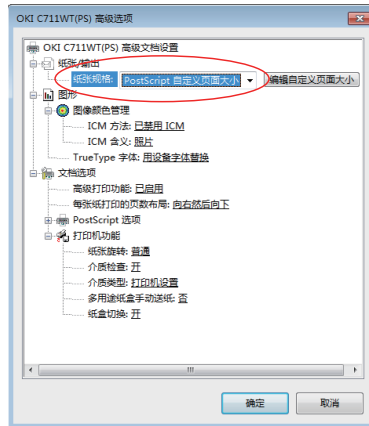 OKI C711WT(PS) 高级选项
OKI C711WT(PS) 高级文档设置
纸张/输出
纸张规格: PostScript 自定义页面大小 编辑自定义页面大小
图形
图像颜色管理
ICM 方法: 已禁用 ICM
ICM 含义: 照片
TrueType 字体: 用设备字体替换
文档选项
高级打印功能: 已启用
每张纸打印的页数布局: 向右然后向下
PostScript 选项
打印机功能
纸张旋转: 普通
介质检查: 开
介质类型: 打印机设置
多用途纸盒手动送纸: 否
纸盒切换: 开
确定 取消